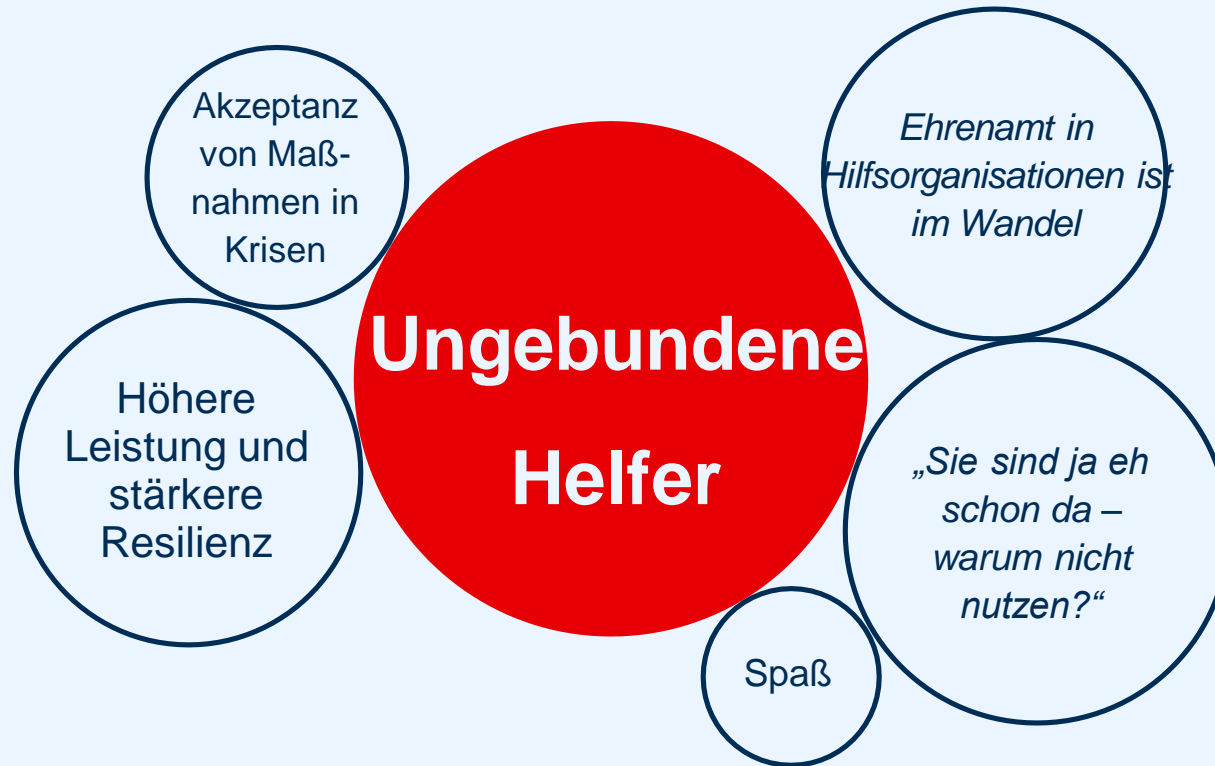 Akzeptanz
von Maß-
nahmen in
Krisen
Ehrenamt in
Hilfsorganisationen ist
im Wandel
Ungebundene
Helfer
Höhere
Leistung und
stärkere
Resilienz
„Sie sind ja eh
schon da –
warum nicht
nutzen?“
Spaß